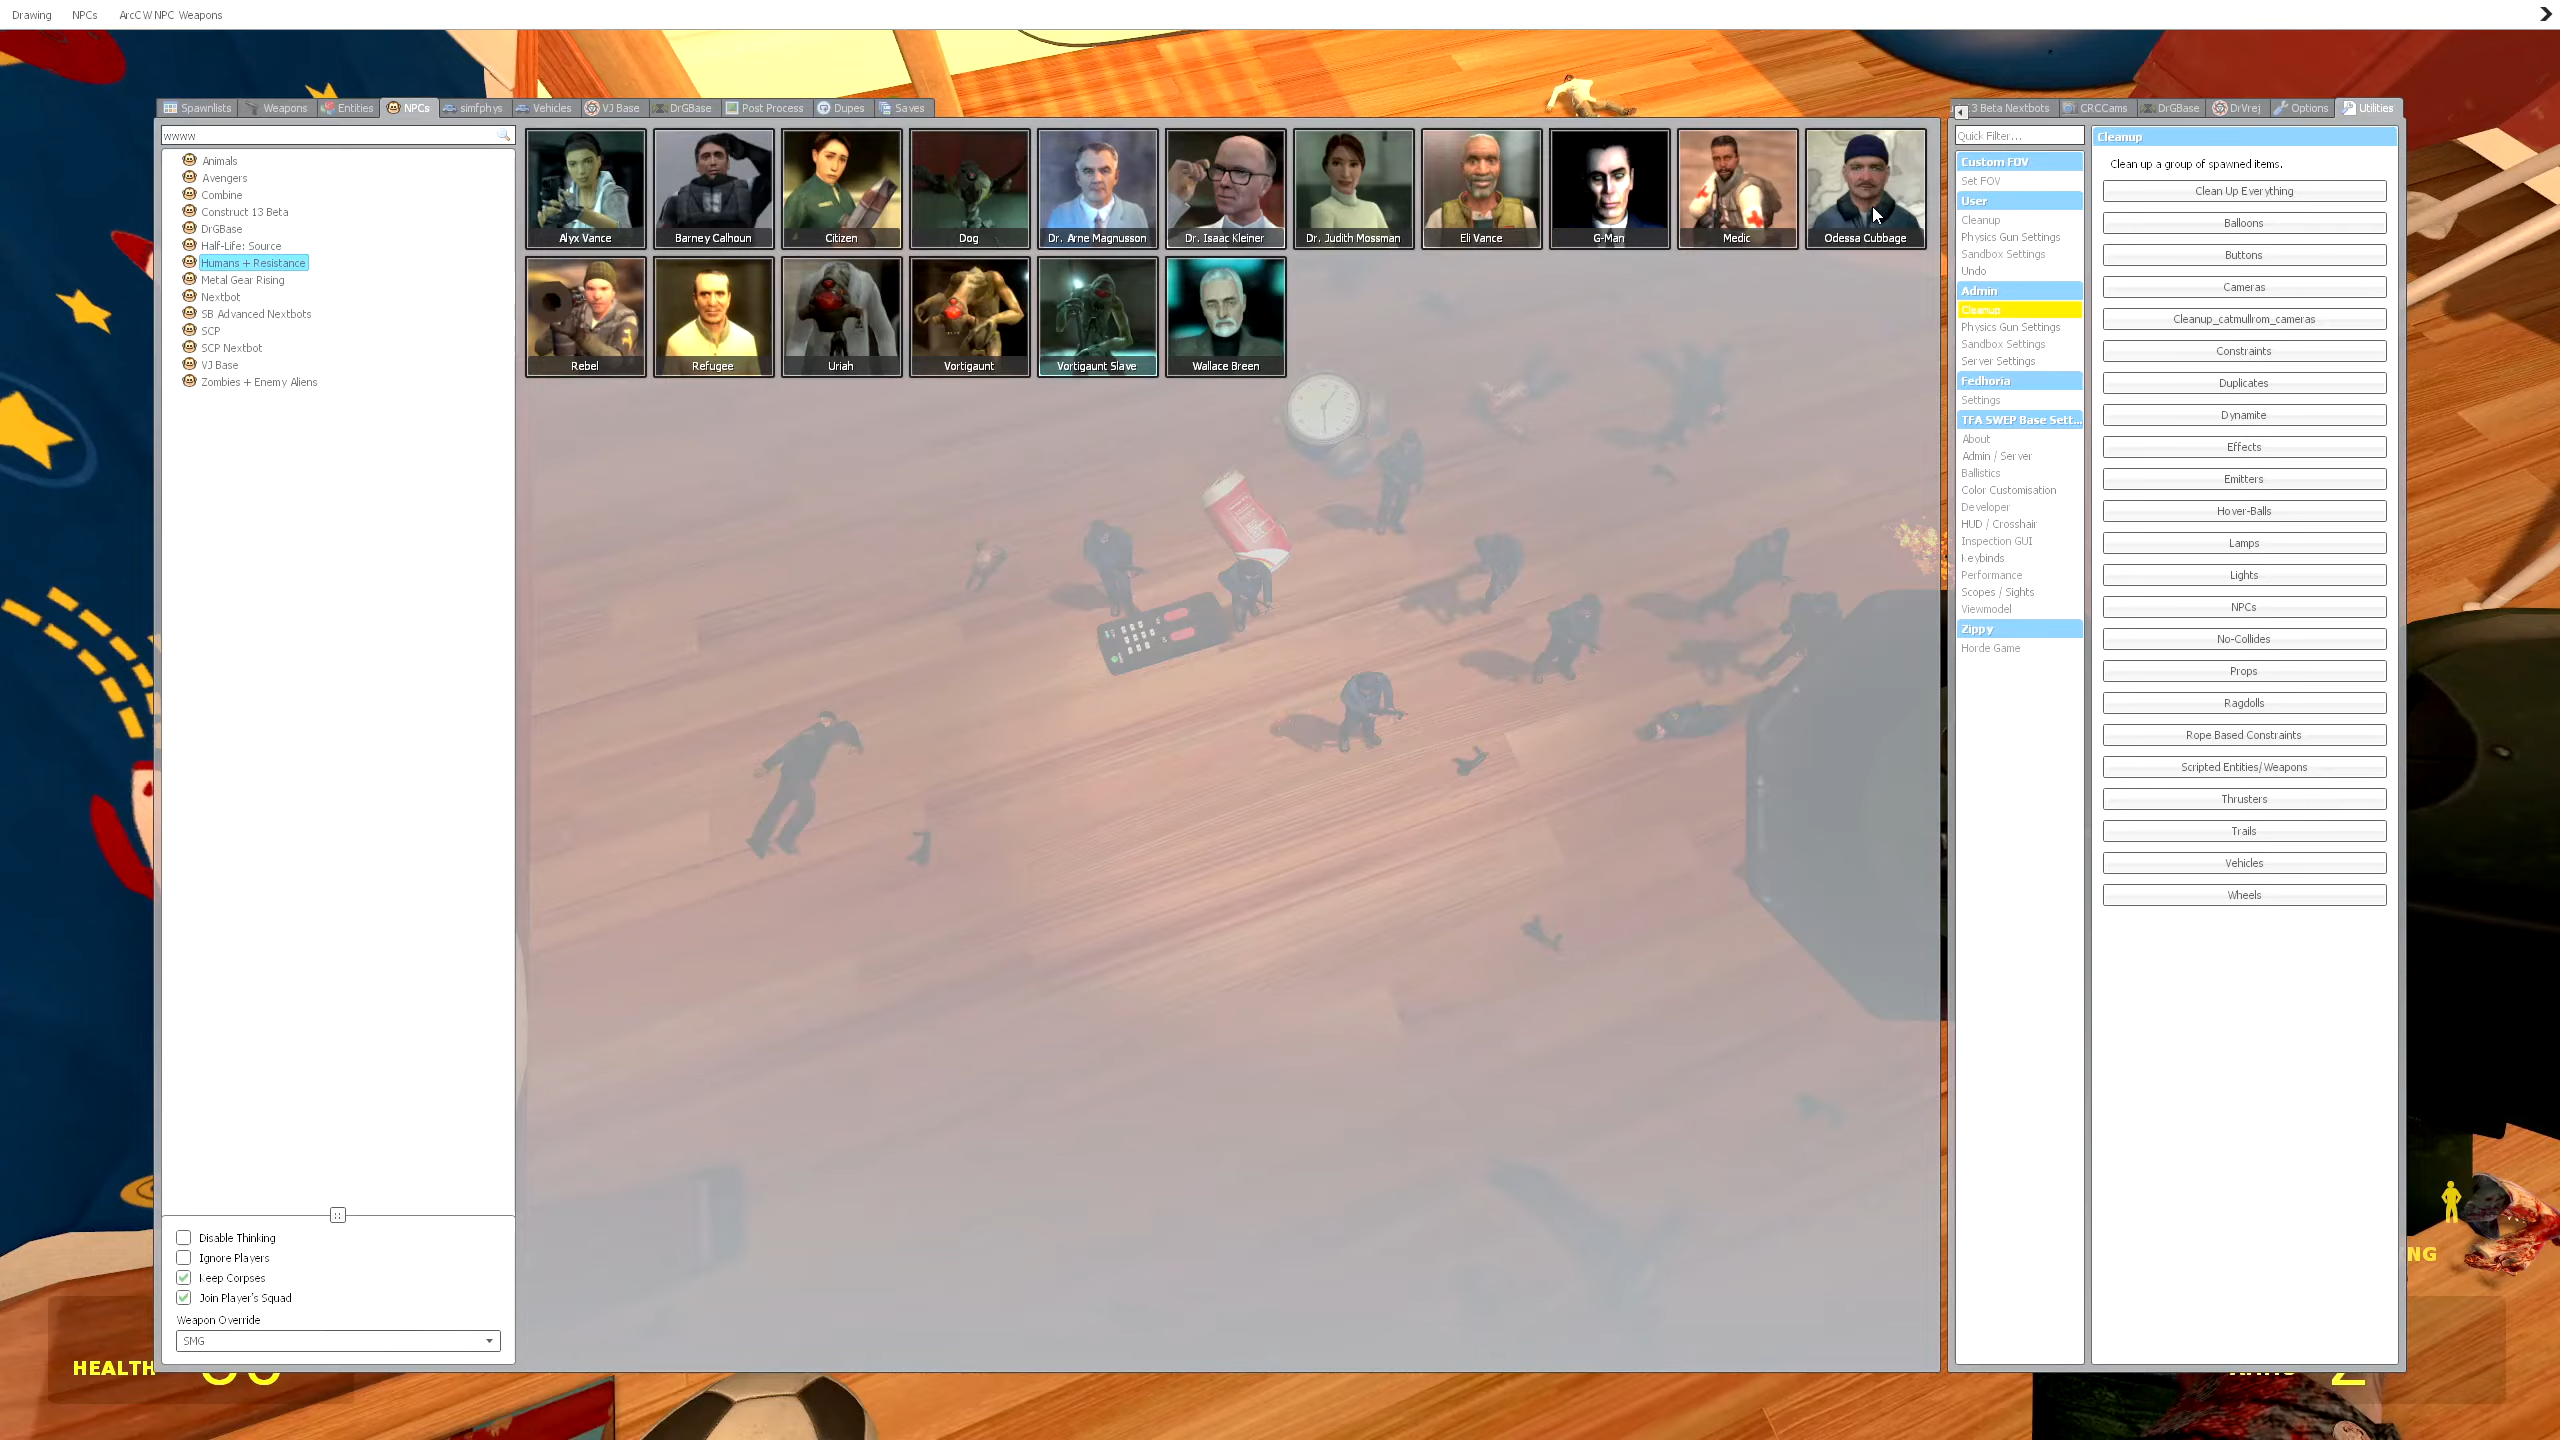 Drawing NPCs ArcCW NPC Weapons
Spawnlists Weapons Entities NPCs simfphys Vehicles VJ Base DrGBase Post Process Dupes Saves
wwww
Animals
Avengers
Combine
Construct 13 Beta
DrGBase
Half-Life: Source
Humans + Resistance
Metal Gear Rising
Nextbot
SB Advanced Nextbots
SCP
SCP Nextbot
VJ Base
Zombies + Enemy Aliens
Disable Thinking
Ignore Players
Keep Corpses
Join Player's Squad
Weapon Override
SMG
Alyx Vance Barney Calhoun Citizen Dog Dr. Arne Magnusson Dr. Isaac Kleiner Dr. Judith Mossman Eli Vance G-Man Medic Odessa Cubbage
Rebel Refugee Uriah Vortigaunt Vortigaunt Slave Wallace Breen
3 Beta Nextbots CRCCams DrGBase DrVrej Options Utilities
Quick Filter...
Custom FOV
Set FOV
User
Cleanup
Physics Gun Settings
Sandbox Settings
Undo
Admin
Cleanup
Physics Gun Settings
Sandbox Settings
Server Settings
Fedhoria
Settings
TFA SWEP Base Sett...
About
Admin / Server
Ballistics
Color Customisation
Developer
HUD / Crosshair
Inspection GUI
Keybinds
Performance
Scopes / Sights
Viewmodel
Zippy
Horde Game
Cleanup
Clean up a group of spawned items.
Clean Up Everything
Balloons
Buttons
Cameras
Cleanup_catmullrom_cameras
Constraints
Duplicates
Dynamite
Effects
Emitters
Hover-Balls
Lamps
Lights
NPCs
No-Collides
Props
Ragdolls
Rope Based Constraints
Scripted Entities/Weapons
Thrusters
Trails
Vehicles
Wheels
NG
HEALTH